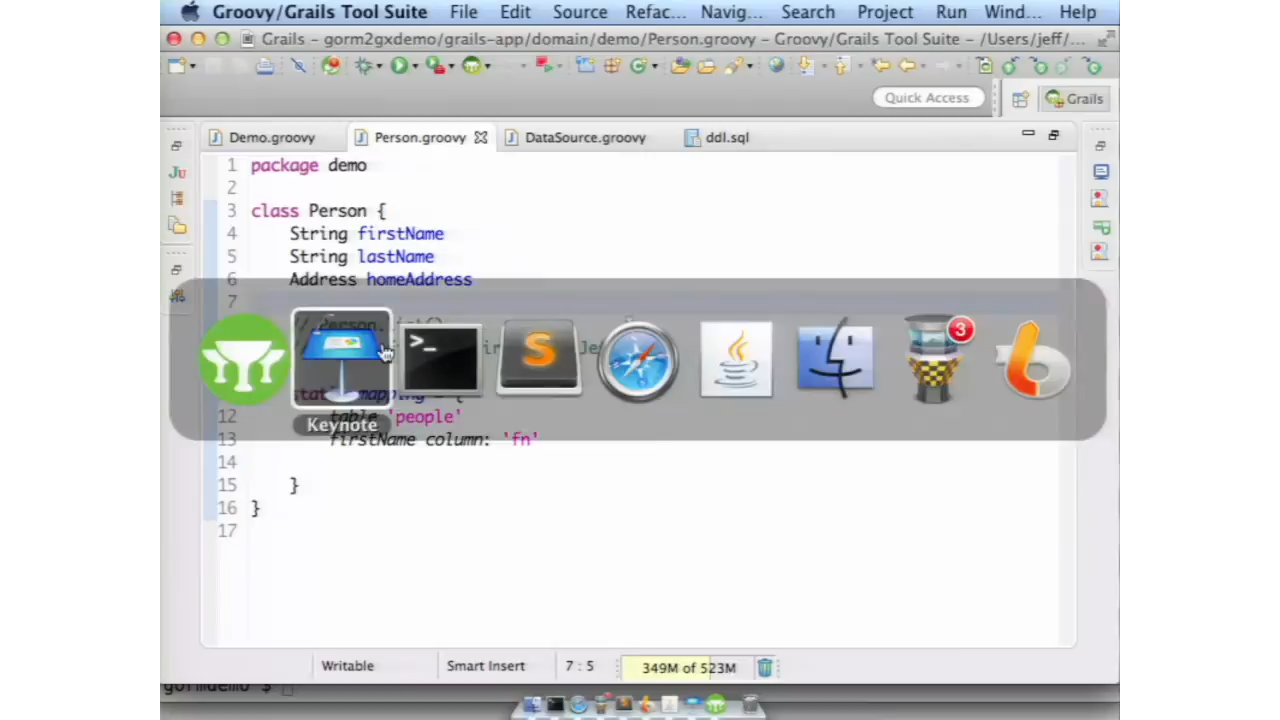 Groovy/Grails Tool Suite File Edit Source Refac... Navig... Search Project Run Wind... Help
Grails - gorm2gxdemo/grails-app/domain/demo/Person.groovy - Groovy/Grails Tool Suite - /Users/jeff/...
Quick Access
Grails
Demo.groovy
Person.groovy
DataSource.groovy
ddl.sql
Ju
1 package demo
2
3 class Person {
4 String firstName
5 String lastName
6 Address homeAddress
7
>_ S 3
Keynote
12 table 'people'
13 firstName column: 'fn'
14
15 }
16 }
17
Writable
Smart Insert
7 : 5
349M of 523M
gormdemo $